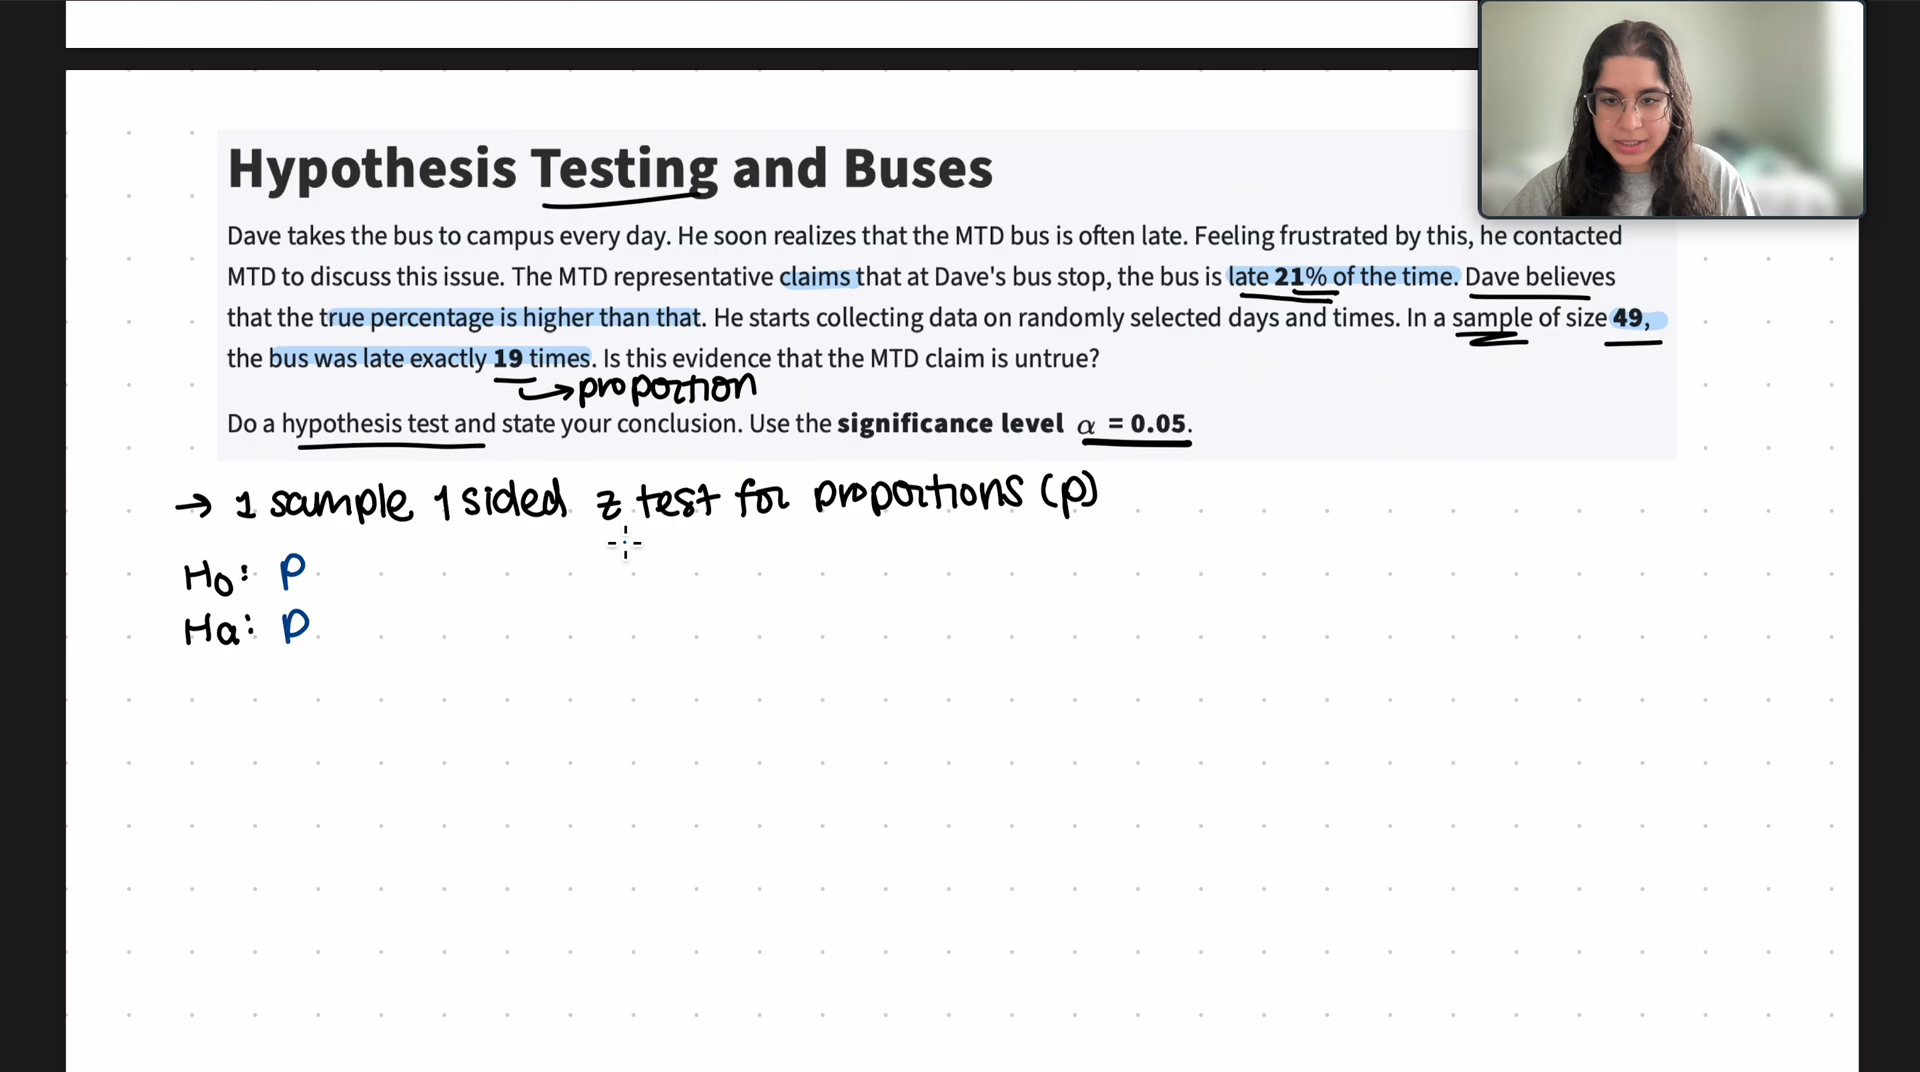 Hypothesis Testing and Buses
Dave takes the bus to campus every day. He soon realizes that the MTD bus is often late. Feeling frustrated by this, he contacted
MTD to discuss this issue. The MTD representative claims that at Dave's bus stop, the bus is late 21% of the time. Dave believes
that the true percentage is higher than that. He starts collecting data on randomly selected days and times. In a sample of size 49,
the bus was late exactly 19 times. Is this evidence that the MTD claim is untrue?
→ proportion
Do a hypothesis test and state your conclusion. Use the significance level α = 0.05.
→ 1 sample 1 sided z test for proportions (p)
H0: p
Ha: p